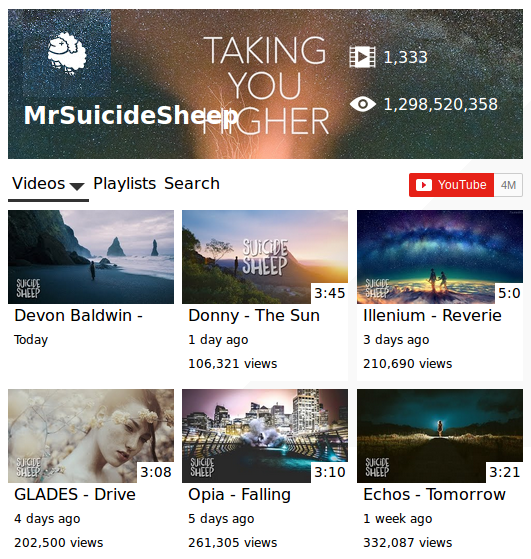 TAKING
YOU
HIGHER
MrSuicideSheep
1,333
1,298,520,358
Videos Playlists Search
YouTube 4M
SUICIDE
SHEEP
SUICIDE
SHEEP
3:45
SUICIDE
SHEEP
5:0
Devon Baldwin -
Today
Donny - The Sun
1 day ago
106,321 views
Illenium - Reverie
3 days ago
210,690 views
SUICIDE
SHEEP
3:08
SUICIDE
SHEEP
3:10
SUICIDE
SHEEP
3:21
GLADES - Drive
4 days ago
202,500 views
Opia - Falling
5 days ago
261,305 views
Echos - Tomorrow
1 week ago
332,087 views